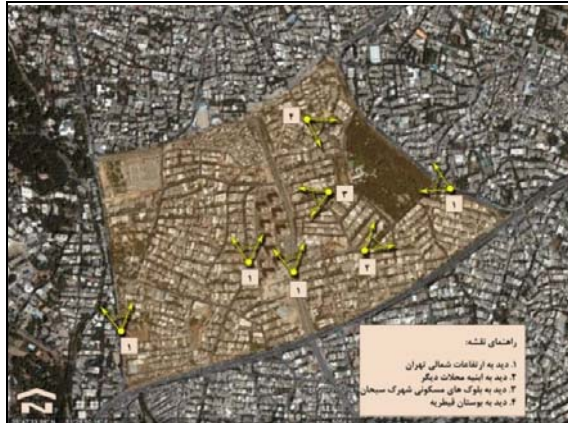 ۲
۳
۱
۲
۱
۱
۱
راهنمای نقشه:
۱. دید به ارتفاعات شمالی تهران
۲. دید به ابنیه محلات دیگر
۳. دید به بلوک های مسکونی شهرک سبحان
۴. دید به بوستان قیطریه